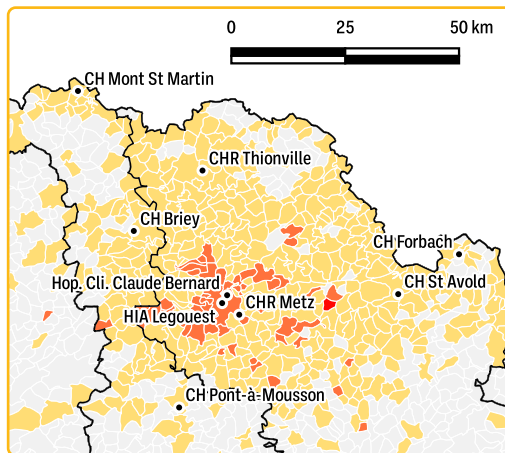 0 25 50 km
CH Mont St Martin
CHR Thionville
CH Briey
CH Forbach
CH St Avold
Hop. Cli. Claude Bernard
CHR Metz
HIA Legouest
CH Pont-à-Mousson